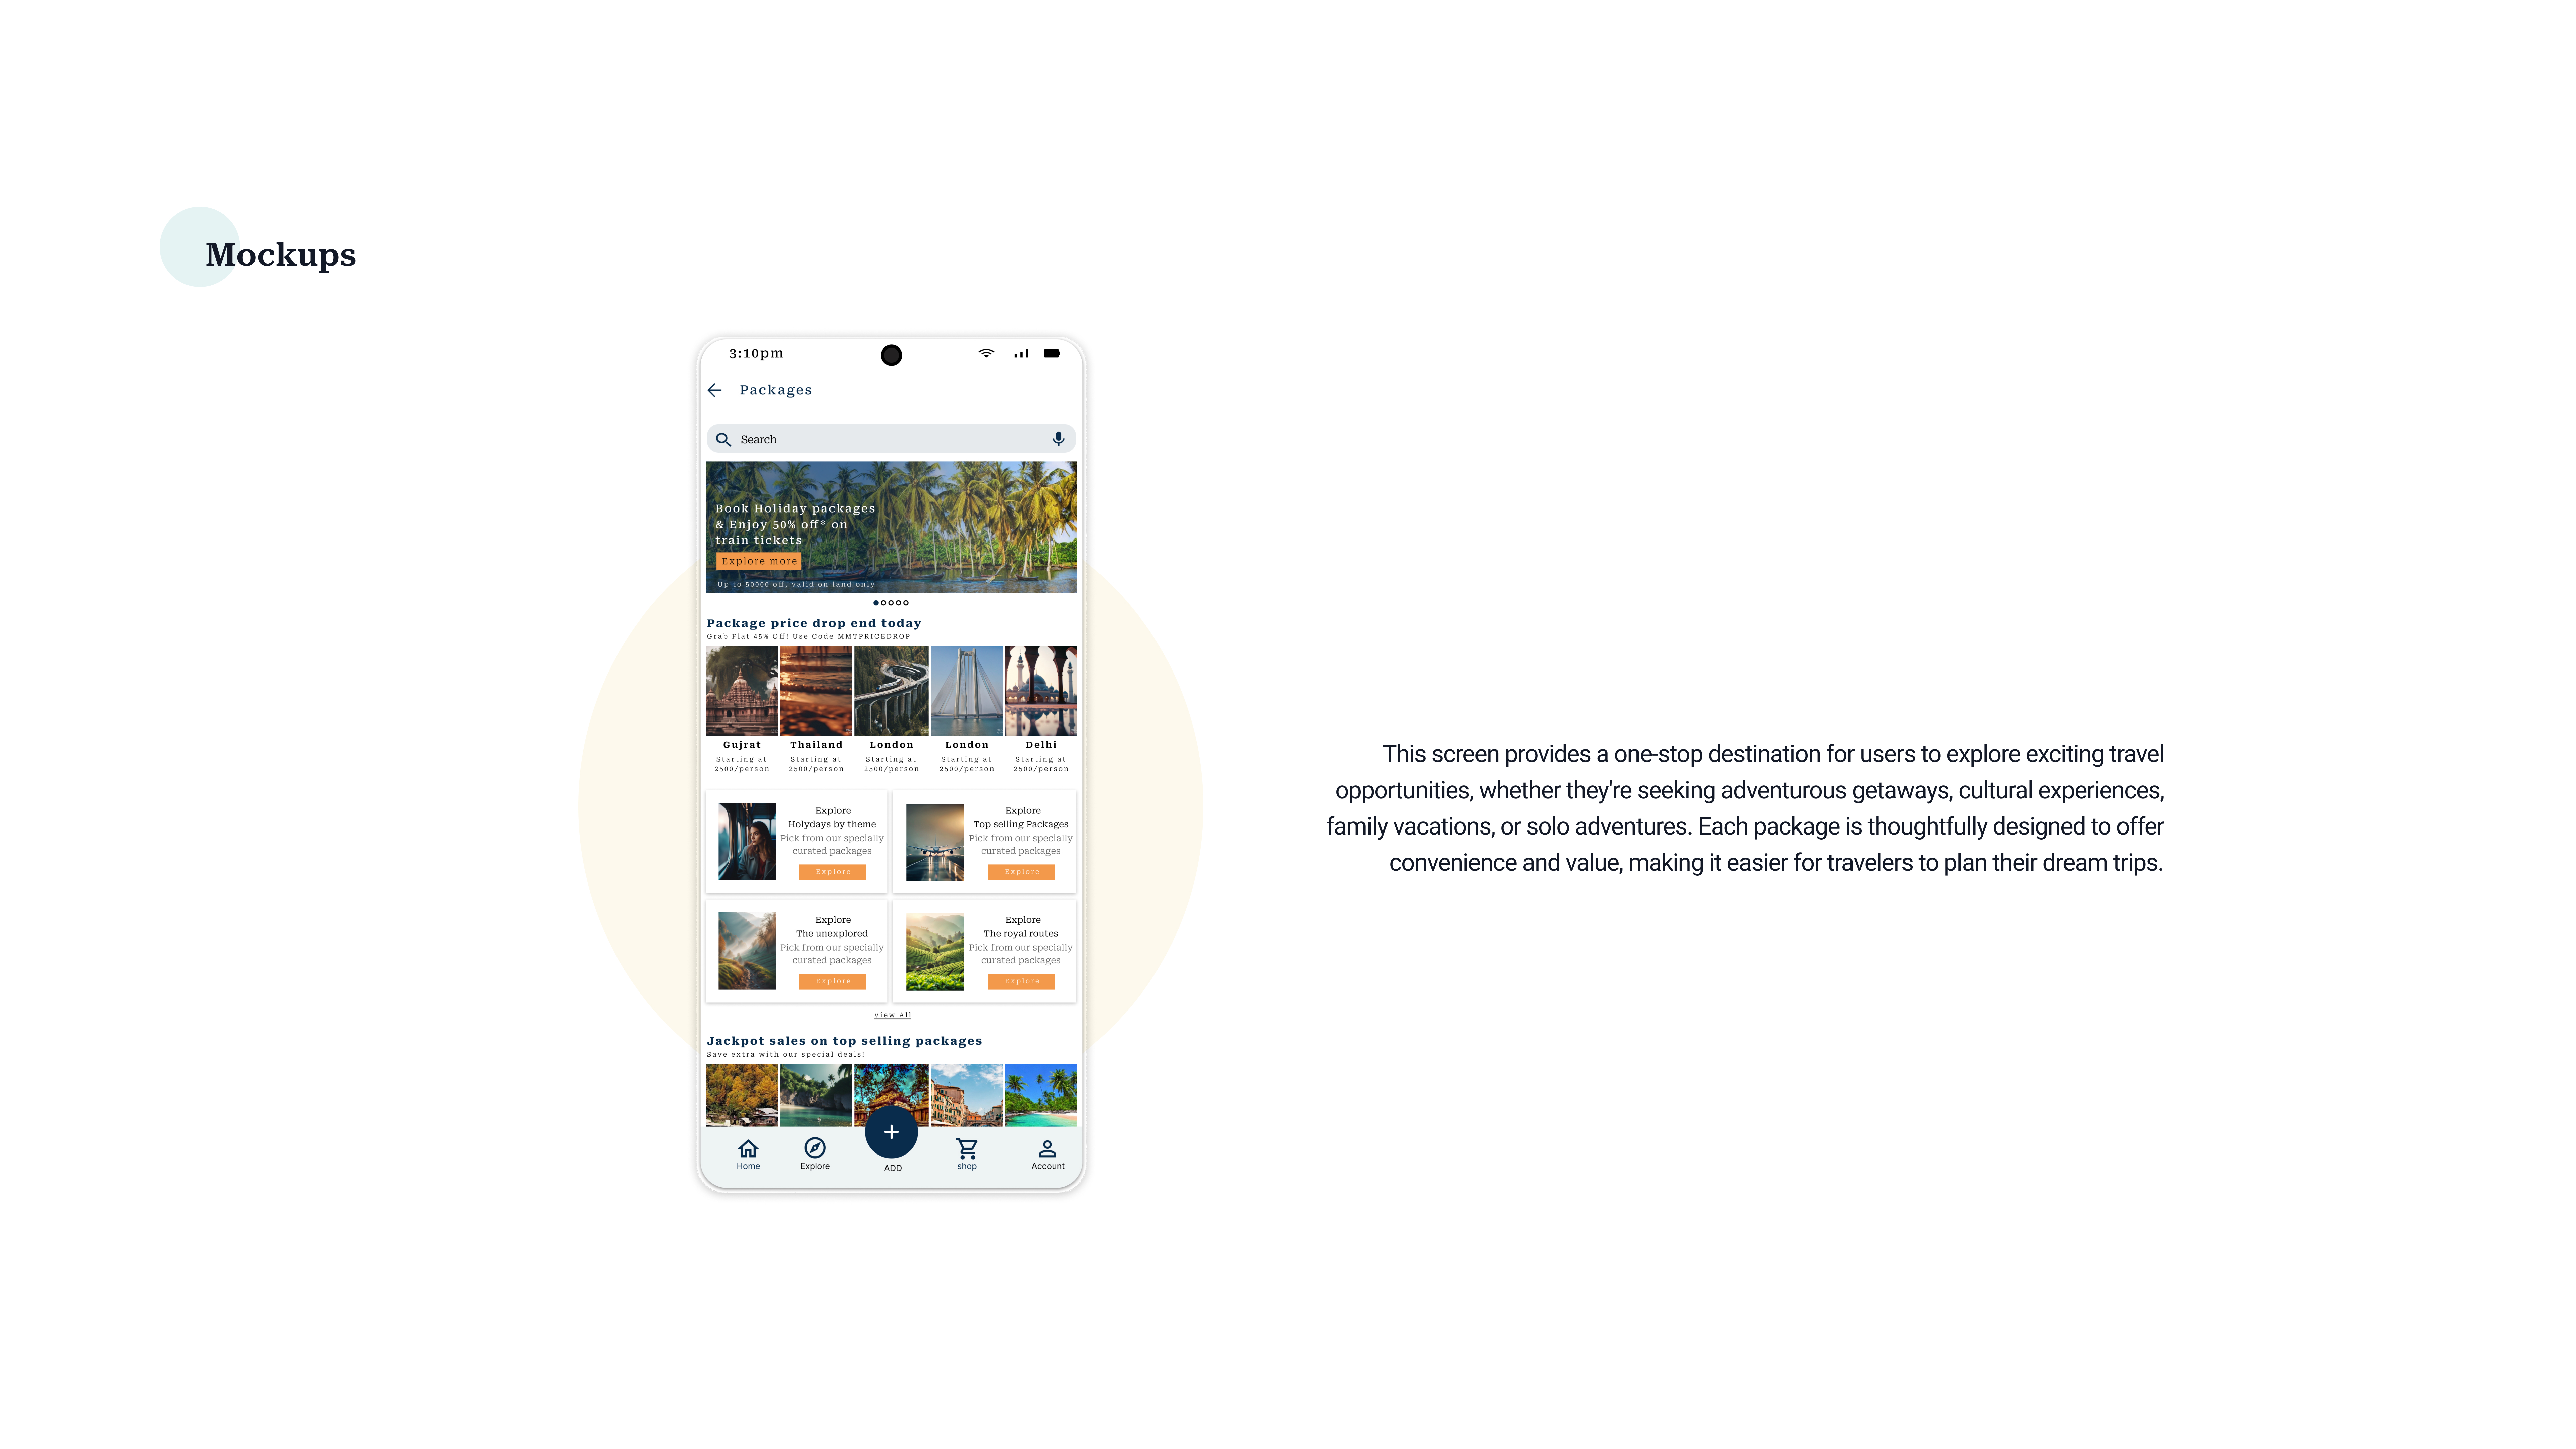 Mockups
3:10pm
Packages
Search
Book Holiday packages
& Enjoy 50% off* on
train tickets
Explore more
Up to 50000 off, valid on land only
Package price drop end today
Grab Flat 45% Off! Use Code MMTPRICEDROP
Gujrat
Starting at
2500/person
Thailand
Starting at
2500/person
London
Starting at
2500/person
London
Starting at
2500/person
Delhi
Starting at
2500/person
Explore
Holydays by theme
Pick from our specially
curated packages
Explore
Explore
Top selling Packages
Pick from our specially
curated packages
Explore
Explore
The unexplored
Pick from our specially
curated packages
Explore
Explore
The royal routes
Pick from our specially
curated packages
Explore
View All
Jackpot sales on top selling packages
Save extra with our special deals!
Home
Explore
ADD
shop
Account
This screen provides a one-stop destination for users to explore exciting travel
opportunities, whether they're seeking adventurous getaways, cultural experiences,
family vacations, or solo adventures. Each package is thoughtfully designed to offer
convenience and value, making it easier for travelers to plan their dream trips.